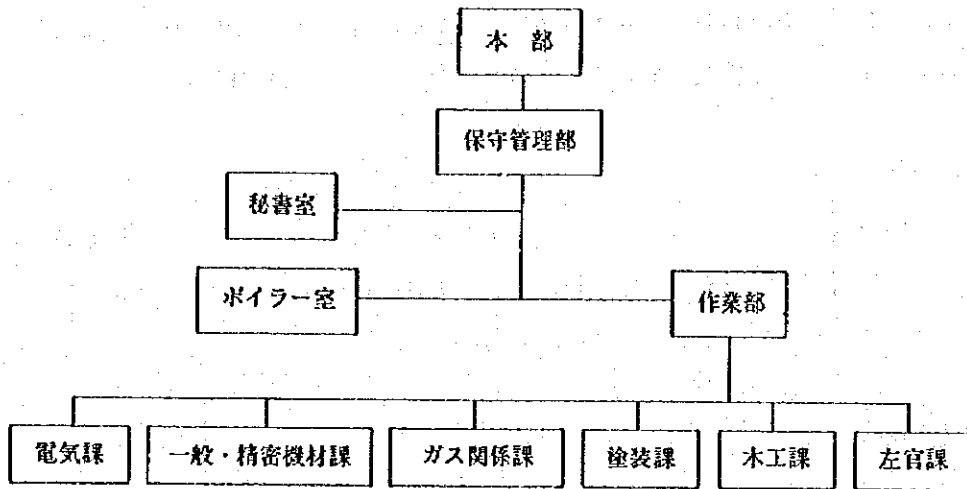 本部
保守管理部
秘書室
ボイラー室
作業部
電気課
一般・精密機材課
ガス関係課
塗装課
木工課
左官課